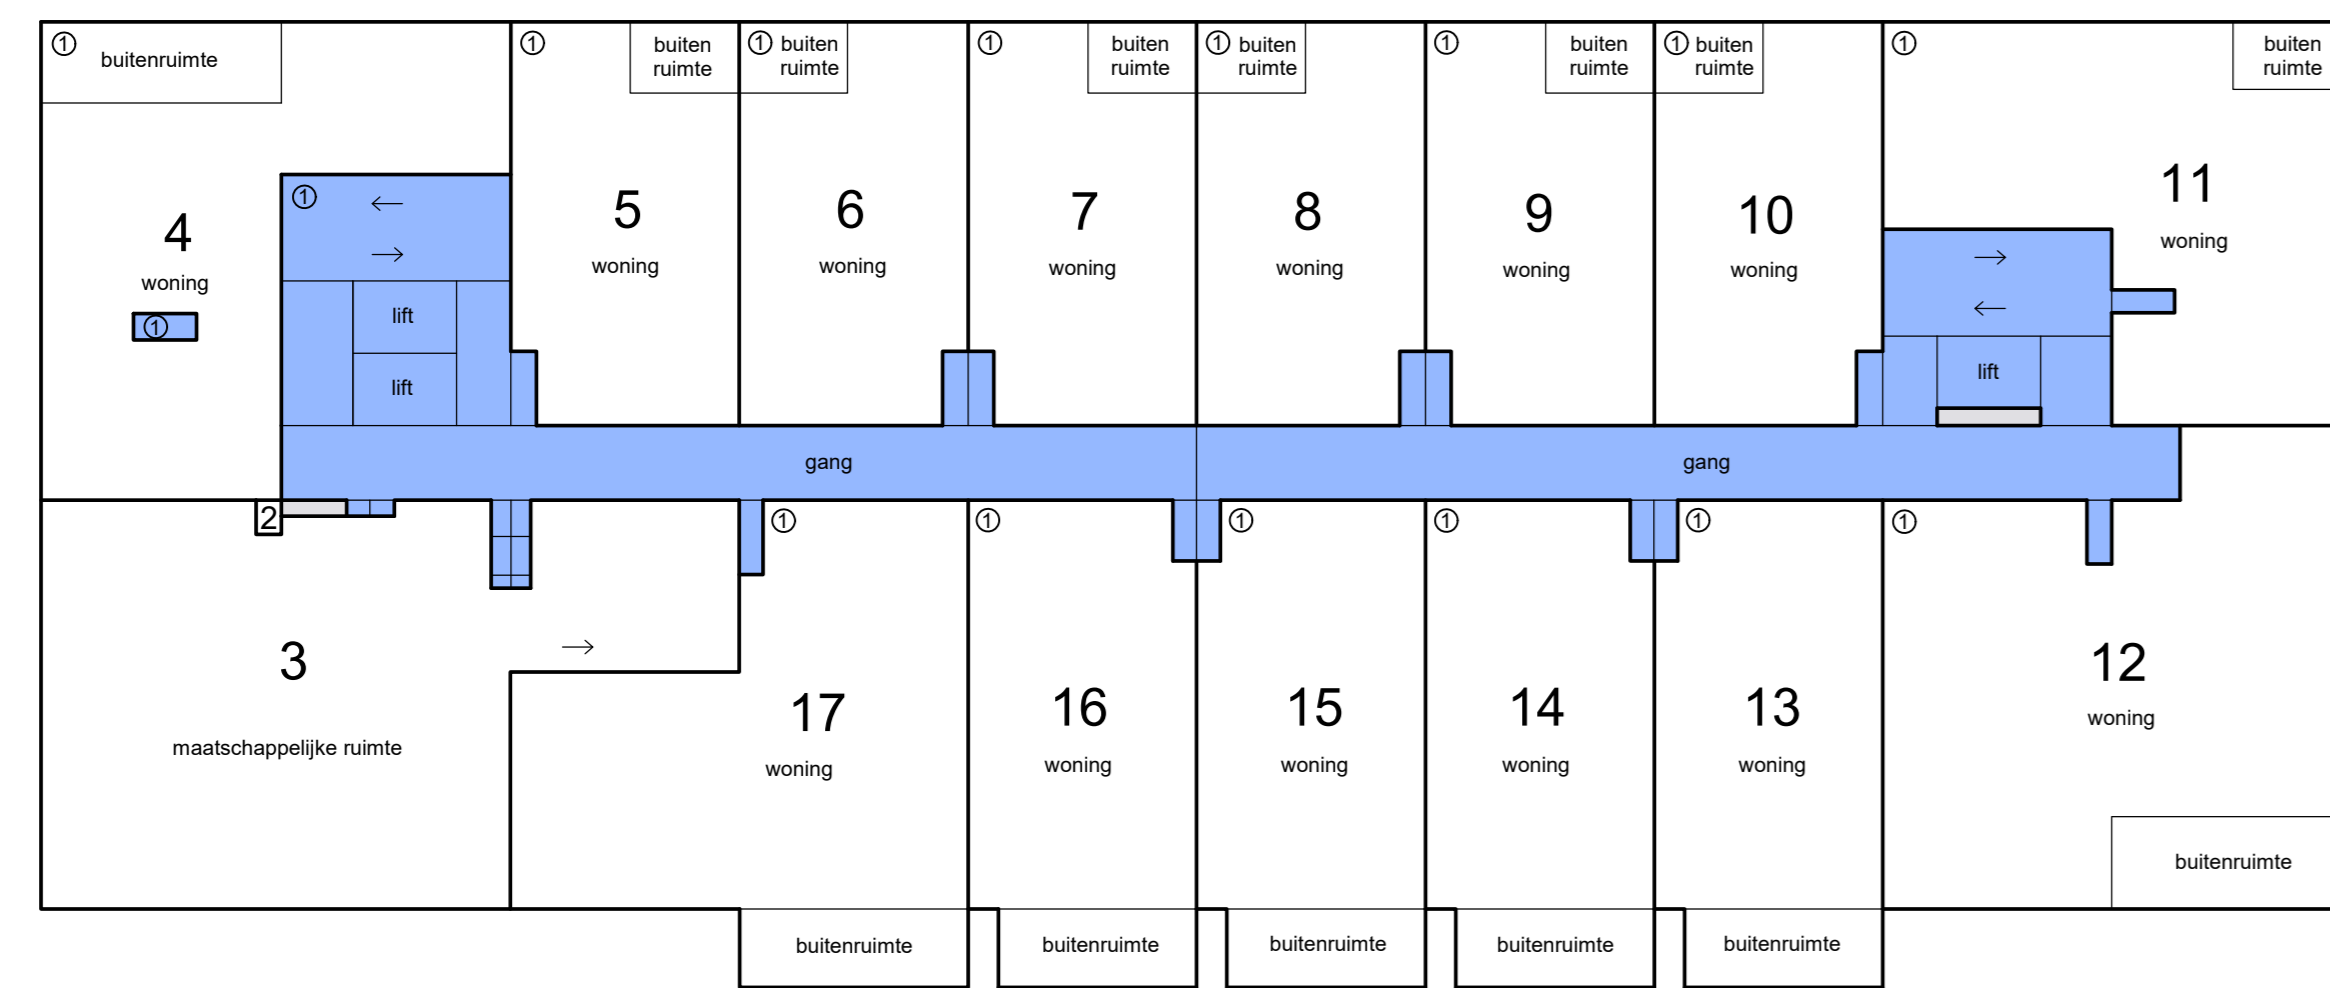 ① buitenruimte
①
buiten
ruimte
① buiten
ruimte
①
buiten
ruimte
① buiten
ruimte
①
buiten
ruimte
① buiten
ruimte
①
buiten
ruimte
4
woning
①
①
←
→
lift
lift
5
woning
6
woning
7
woning
8
woning
9
woning
10
woning
11
woning
→
←
lift
gang
gang
2
3
maatschappelijke ruimte
→
①
17
woning
buitenruimte
①
16
woning
buitenruimte
①
15
woning
buitenruimte
①
14
woning
buitenruimte
①
13
woning
buitenruimte
①
12
woning
buitenruimte